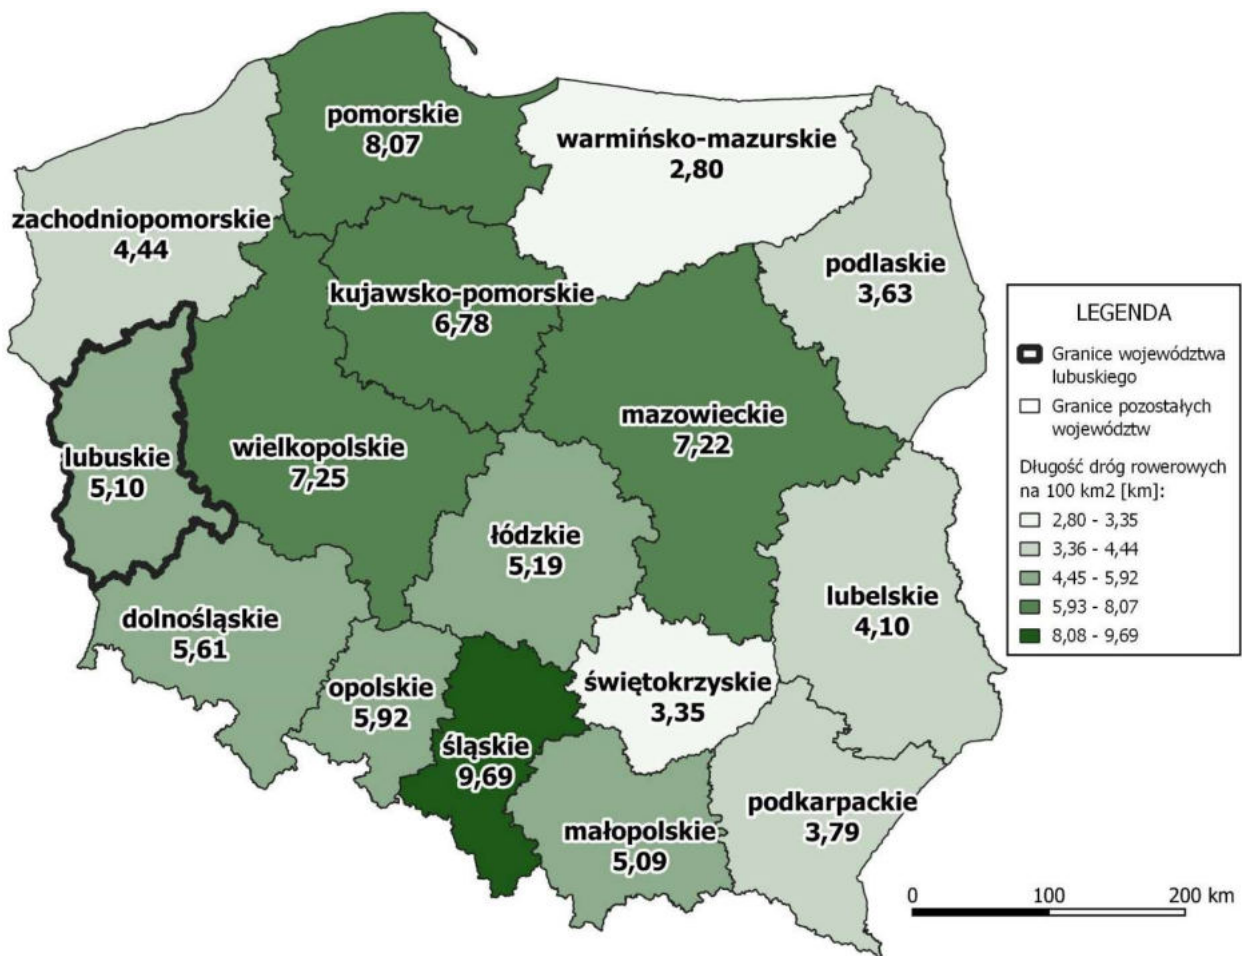 pomorskie
8,07
warmińsko-mazurskie
2,80
zachodniopomorskie
4,44
podlaskie
3,63
kujawsko-pomorskie
6,78
mazowieckie
7,22
wielkopolskie
7,25
lubuskie
5,10
łódzkie
5,19
lubelskie
4,10
dolnośląskie
5,61
opolskie
5,92
świętokrzyskie
3,35
śląskie
9,69
podkarpackie
3,79
małopolskie
5,09
LEGENDA
Granice województwa
lubuskiego
Granice pozostałych
województw
Długość dróg rowerowych
na 100 km2 [km]:
2,80 - 3,35
3,36 - 4,44
4,45 - 5,92
5,93 - 8,07
8,08 - 9,69
0 100 200 km